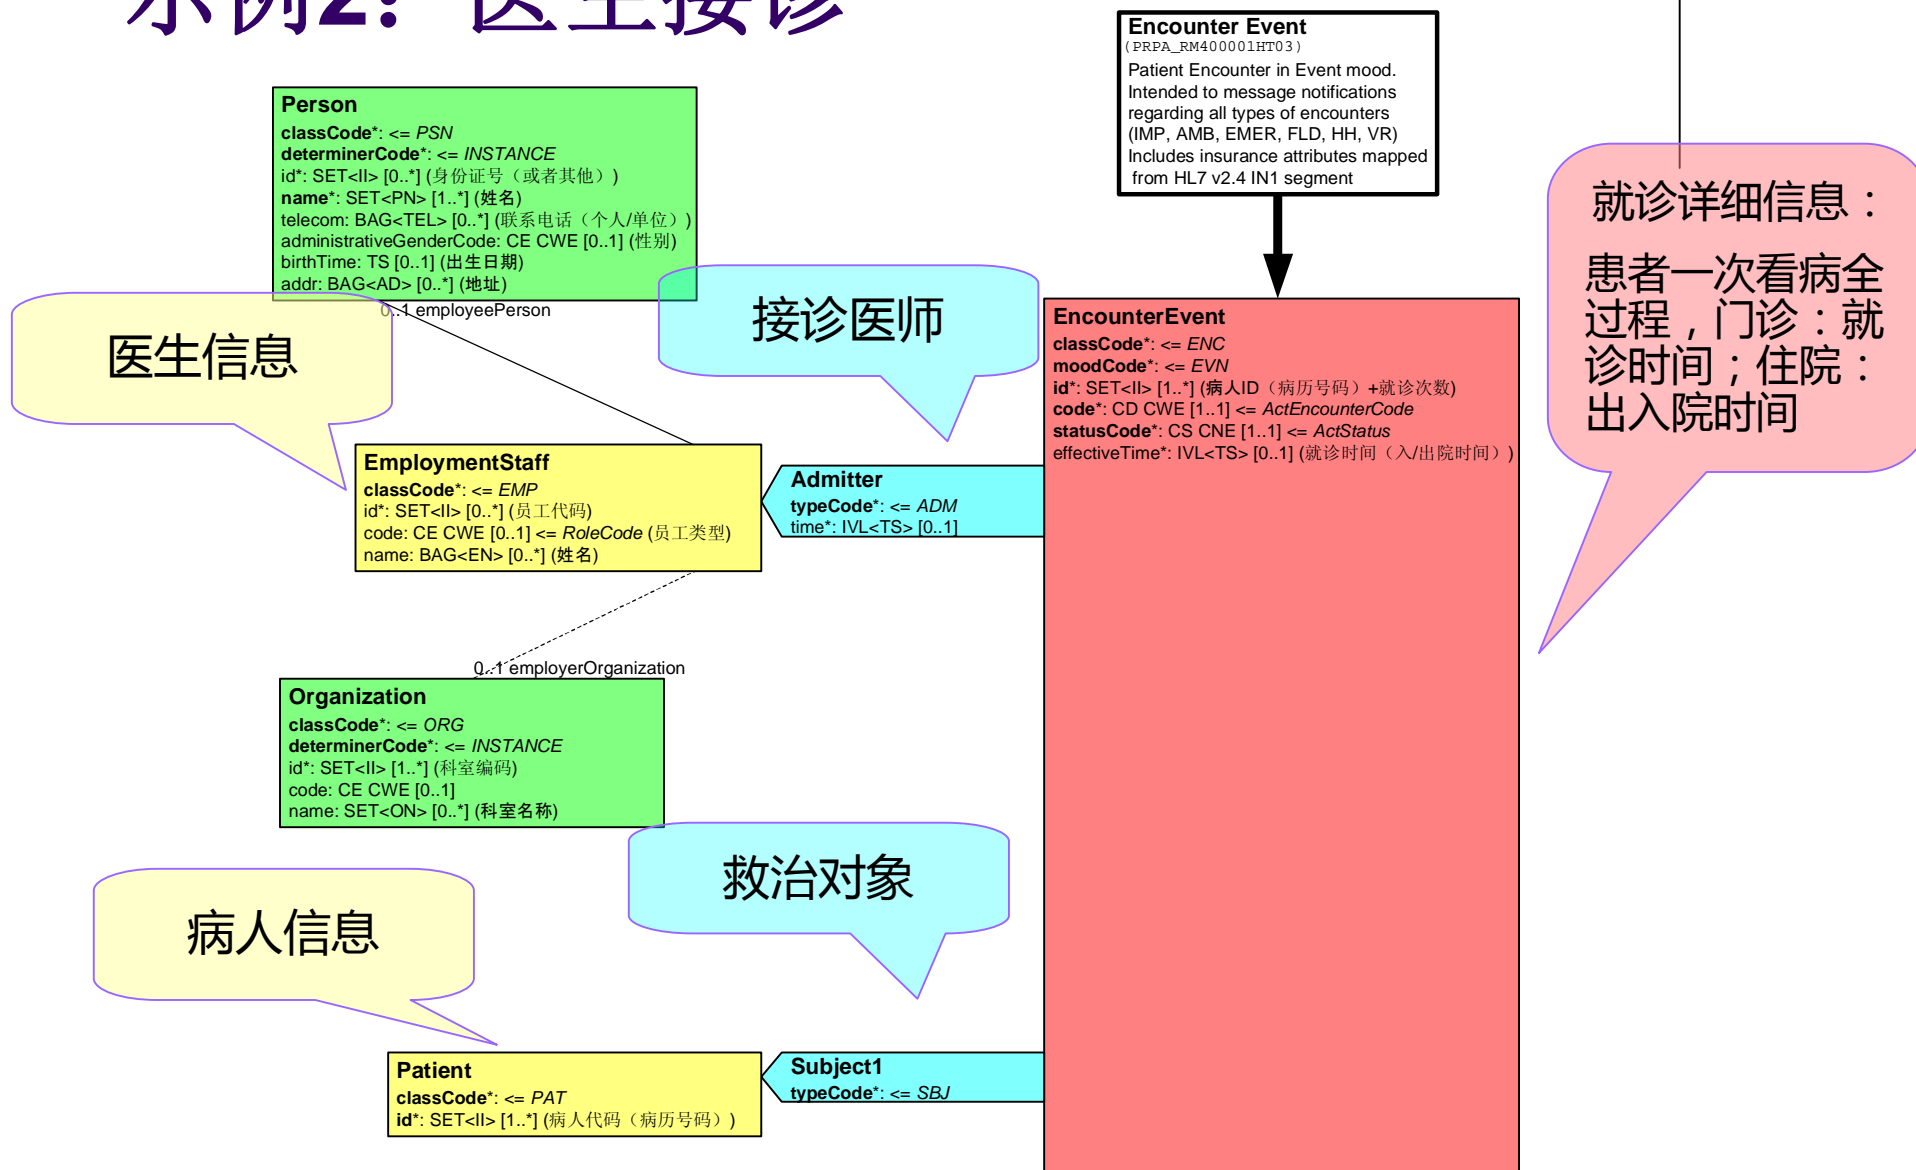 示例2：医生接诊
Encounter Event
(PRPA_RM400001HT03)
Patient Encounter in Event mood.
Intended to message notifications
regarding all types of encounters
(IMP, AMB, EMER, FLD, HH, VR)
Includes insurance attributes mapped
from HL7 v2.4 IN1 segment
Person
classCode*: <= PSN
determinerCode*: <= INSTANCE
id*: SET<II> [0..*] (身份证号（或者其他）)
name*: SET<PN> [1..*] (姓名)
telecom: BAG<TEL> [0..*] (联系电话（个人/单位）)
administrativeGenderCode: CE CWE [0..1] (性别)
birthTime: TS [0..1] (出生日期)
addr: BAG<AD> [0..*] (地址)
0..1 employeePerson
医生信息
接诊医师
就诊详细信息：
患者一次看病全
过程，门诊：就
诊时间；住院：
出入院时间
EncounterEvent
classCode*: <= ENC
moodCode*: <= EVN
id*: SET<II> [1..*] (病人ID（病历号码）+就诊次数)
code*: CD CWE [1..1] <= ActEncounterCode
statusCode*: CS CNE [1..1] <= ActStatus
effectiveTime*: IVL<TS> [0..1] (就诊时间（入/出院时间）)
EmploymentStaff
classCode*: <= EMP
id*: SET<II> [0..*] (员工代码)
code: CE CWE [0..1] <= RoleCode (员工类型)
name: BAG<EN> [0..*] (姓名)
Admitter
typeCode*: <= ADM
time*: IVL<TS> [0..1]
0..1 employerOrganization
Organization
classCode*: <= ORG
determinerCode*: <= INSTANCE
id*: SET<II> [1..*] (科室编码)
code: CE CWE [0..1]
name: SET<ON> [0..*] (科室名称)
救治对象
病人信息
Patient
classCode*: <= PAT
id*: SET<II> [1..*] (病人代码（病历号码）)
Subject1
typeCode*: <= SBJ